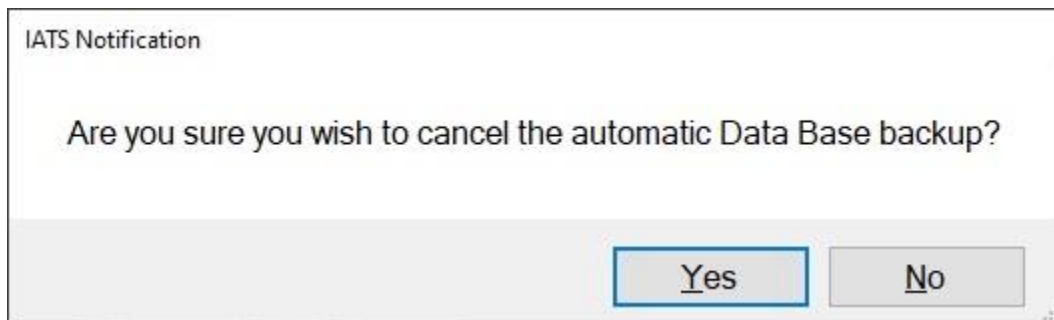 IATS Notification
Are you sure you wish to cancel the automatic Data Base backup?
Yes No